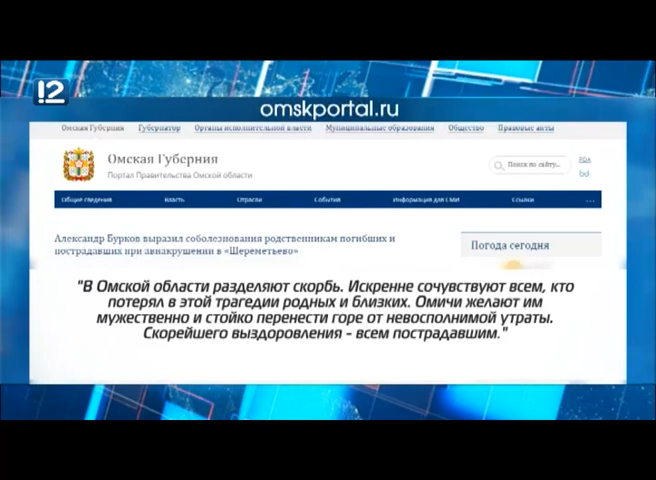 12
omskportal.ru
Омская Губерния Губернатор Органы исполнительной власти Муниципальные образования Общество Правовые акты
Омская Губерния
Портал Правительства Омской области
Поиск по сайту...
Общие сведения Власть Отрасли События Информация для СМИ Ссылки ...
Александр Бурков выразил соболезнования родственникам погибших и
пострадавших при авиакрушении в «Шереметьево»
Погода сегодня
"В Омской области разделяют скорбь. Искренне сочувствуют всем, кто
потерял в этой трагедии родных и близких. Омичи желают им
мужественно и стойко перенести горе от невосполнимой утраты.
Скорейшего выздоровления - всем пострадавшим."